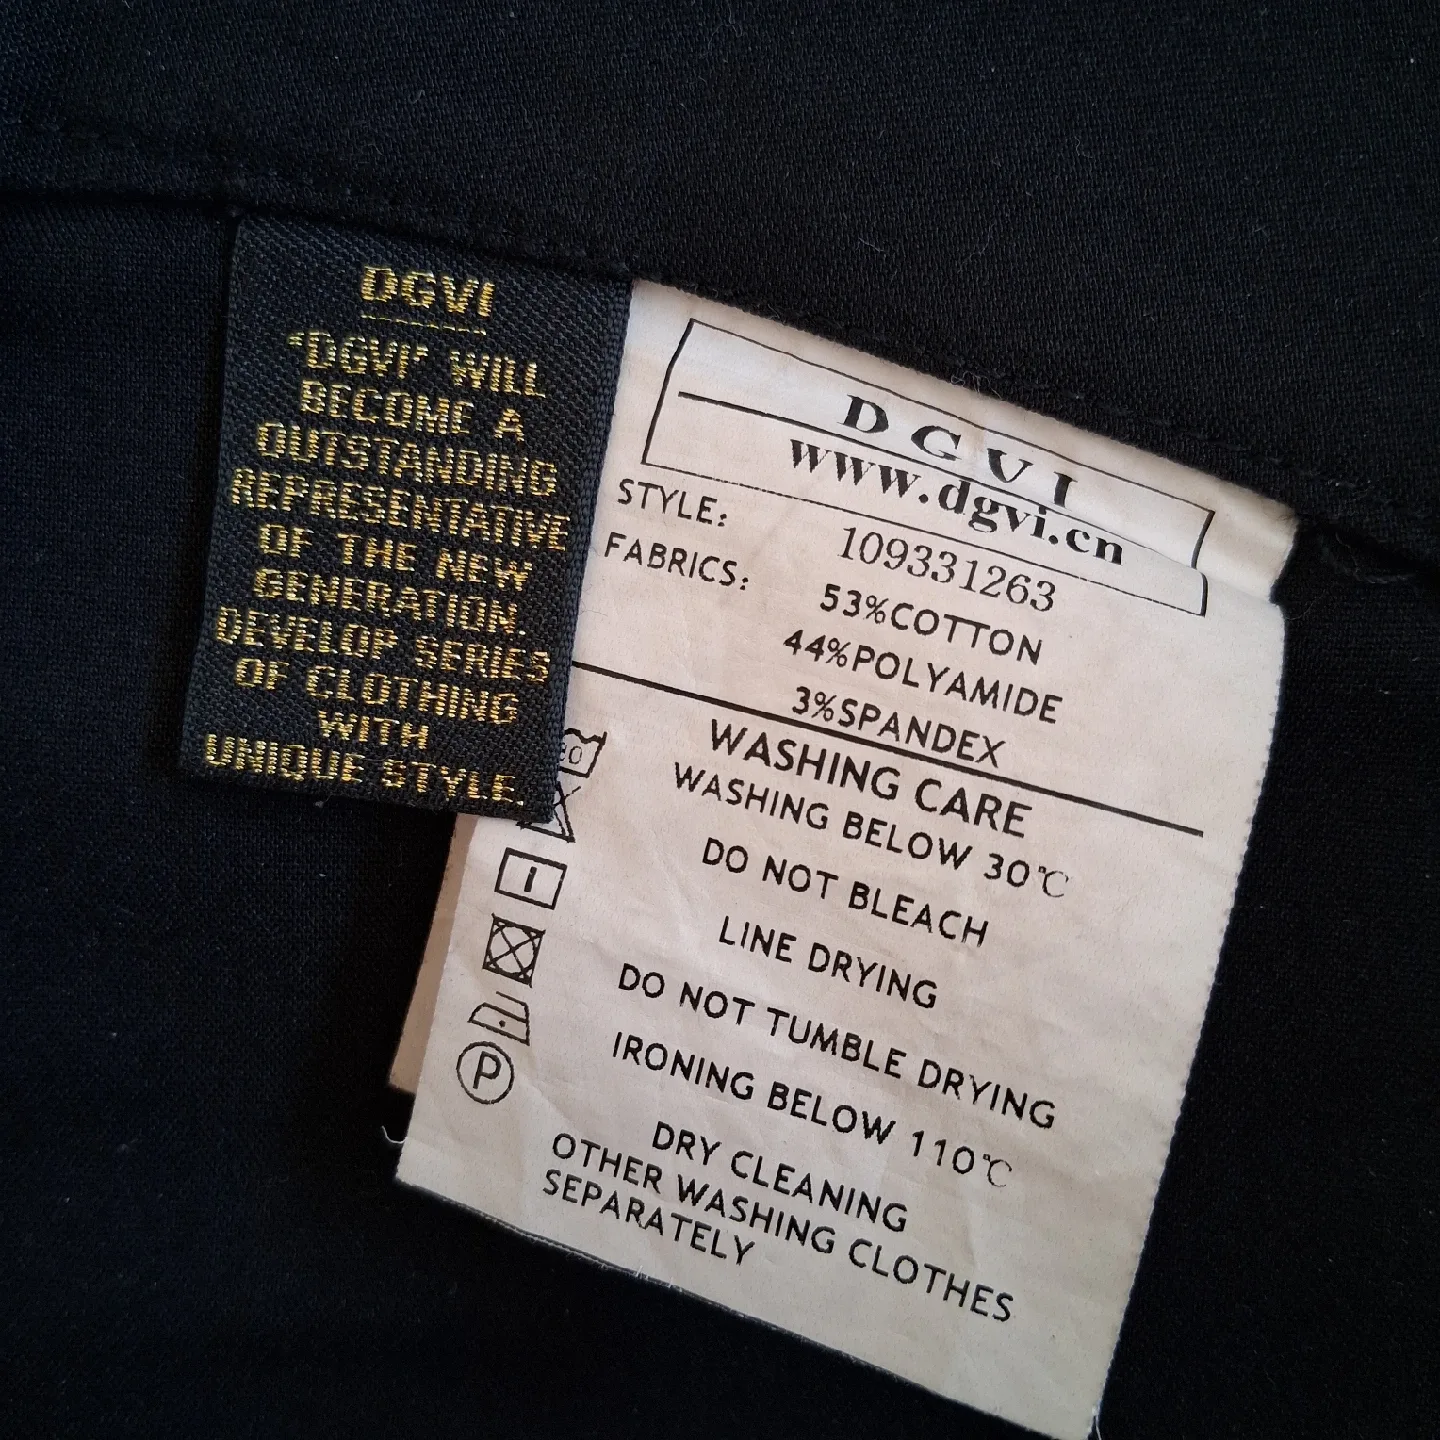 DGVI
"DGVI" WILL
BECOME A
OUTSTANDING
REPRESENTATIVE
OF THE NEW
GENERATION.
DEVELOP SERIES
OF CLOTHING
WITH
UNIQUE STYLE.
DGVI
www.dgvi.cn
STYLE: 109331263
FABRICS: 53%COTTON
44%POLYAMIDE
3%SPANDEX
WASHING CARE
WASHING BELOW 30℃
DO NOT BLEACH
LINE DRYING
DO NOT TUMBLE DRYING
IRONING BELOW 110℃
P
DRY CLEANING
OTHER WASHING CLOTHES
SEPARATELY